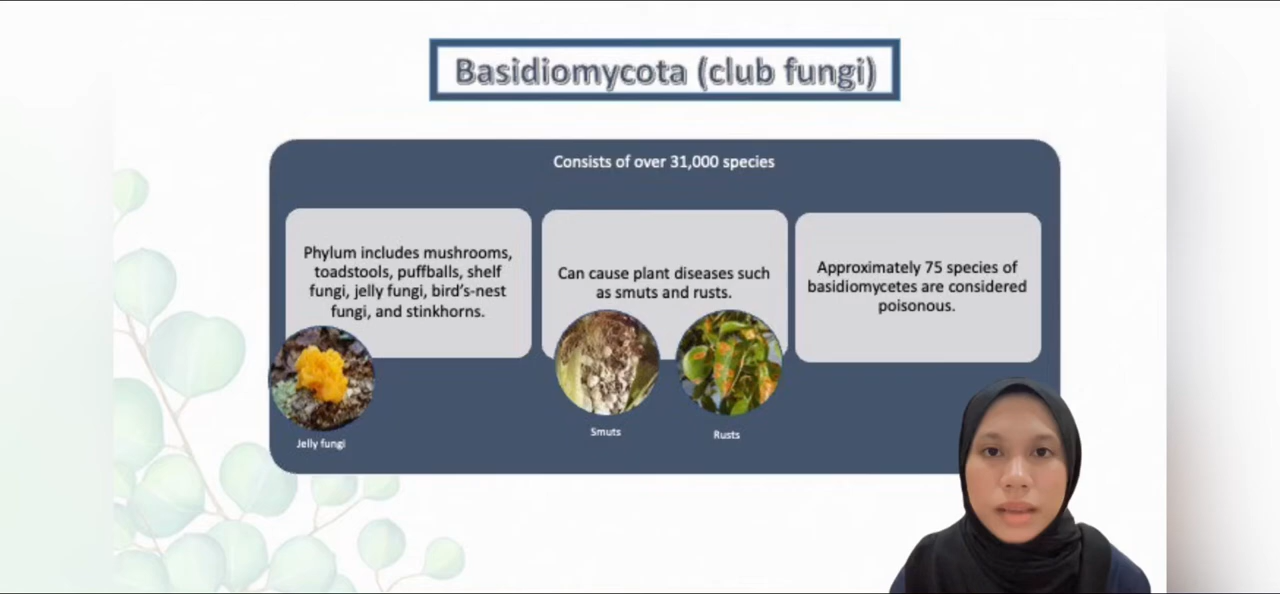 Basidiomycota (club fungi)
Consists of over 31,000 species
Phylum includes mushrooms,
toadstools, puffballs, shelf
fungi, jelly fungi, bird's-nest
fungi, and stinkhorns.
Jelly fungi
Can cause plant diseases such
as smuts and rusts.
Smuts
Rusts
Approximately 75 species of
basidiomycetes are considered
poisonous.